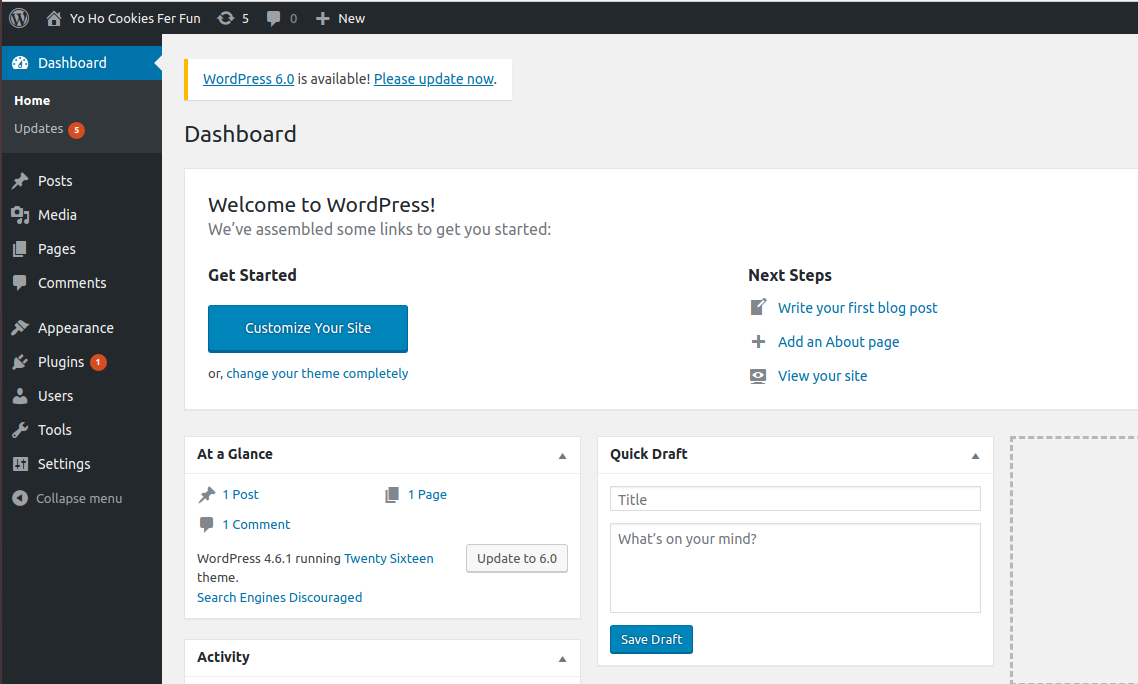 Yo Ho Cookies Fer Fun 5 0 New
Dashboard
Home
Updates 5
Posts
Media
Pages
Comments
Appearance
Plugins 1
Users
Tools
Settings
Collapse menu
WordPress 6.0 is available! Please update now.
Dashboard
Welcome to WordPress!
We’ve assembled some links to get you started:
Get Started
Customize Your Site
or, change your theme completely
Next Steps
Write your first blog post
Add an About page
View your site
At a Glance
1 Post 1 Page
1 Comment
WordPress 4.6.1 running Twenty Sixteen
theme.
Update to 6.0
Search Engines Discouraged
Activity
Quick Draft
Title
What’s on your mind?
Save Draft